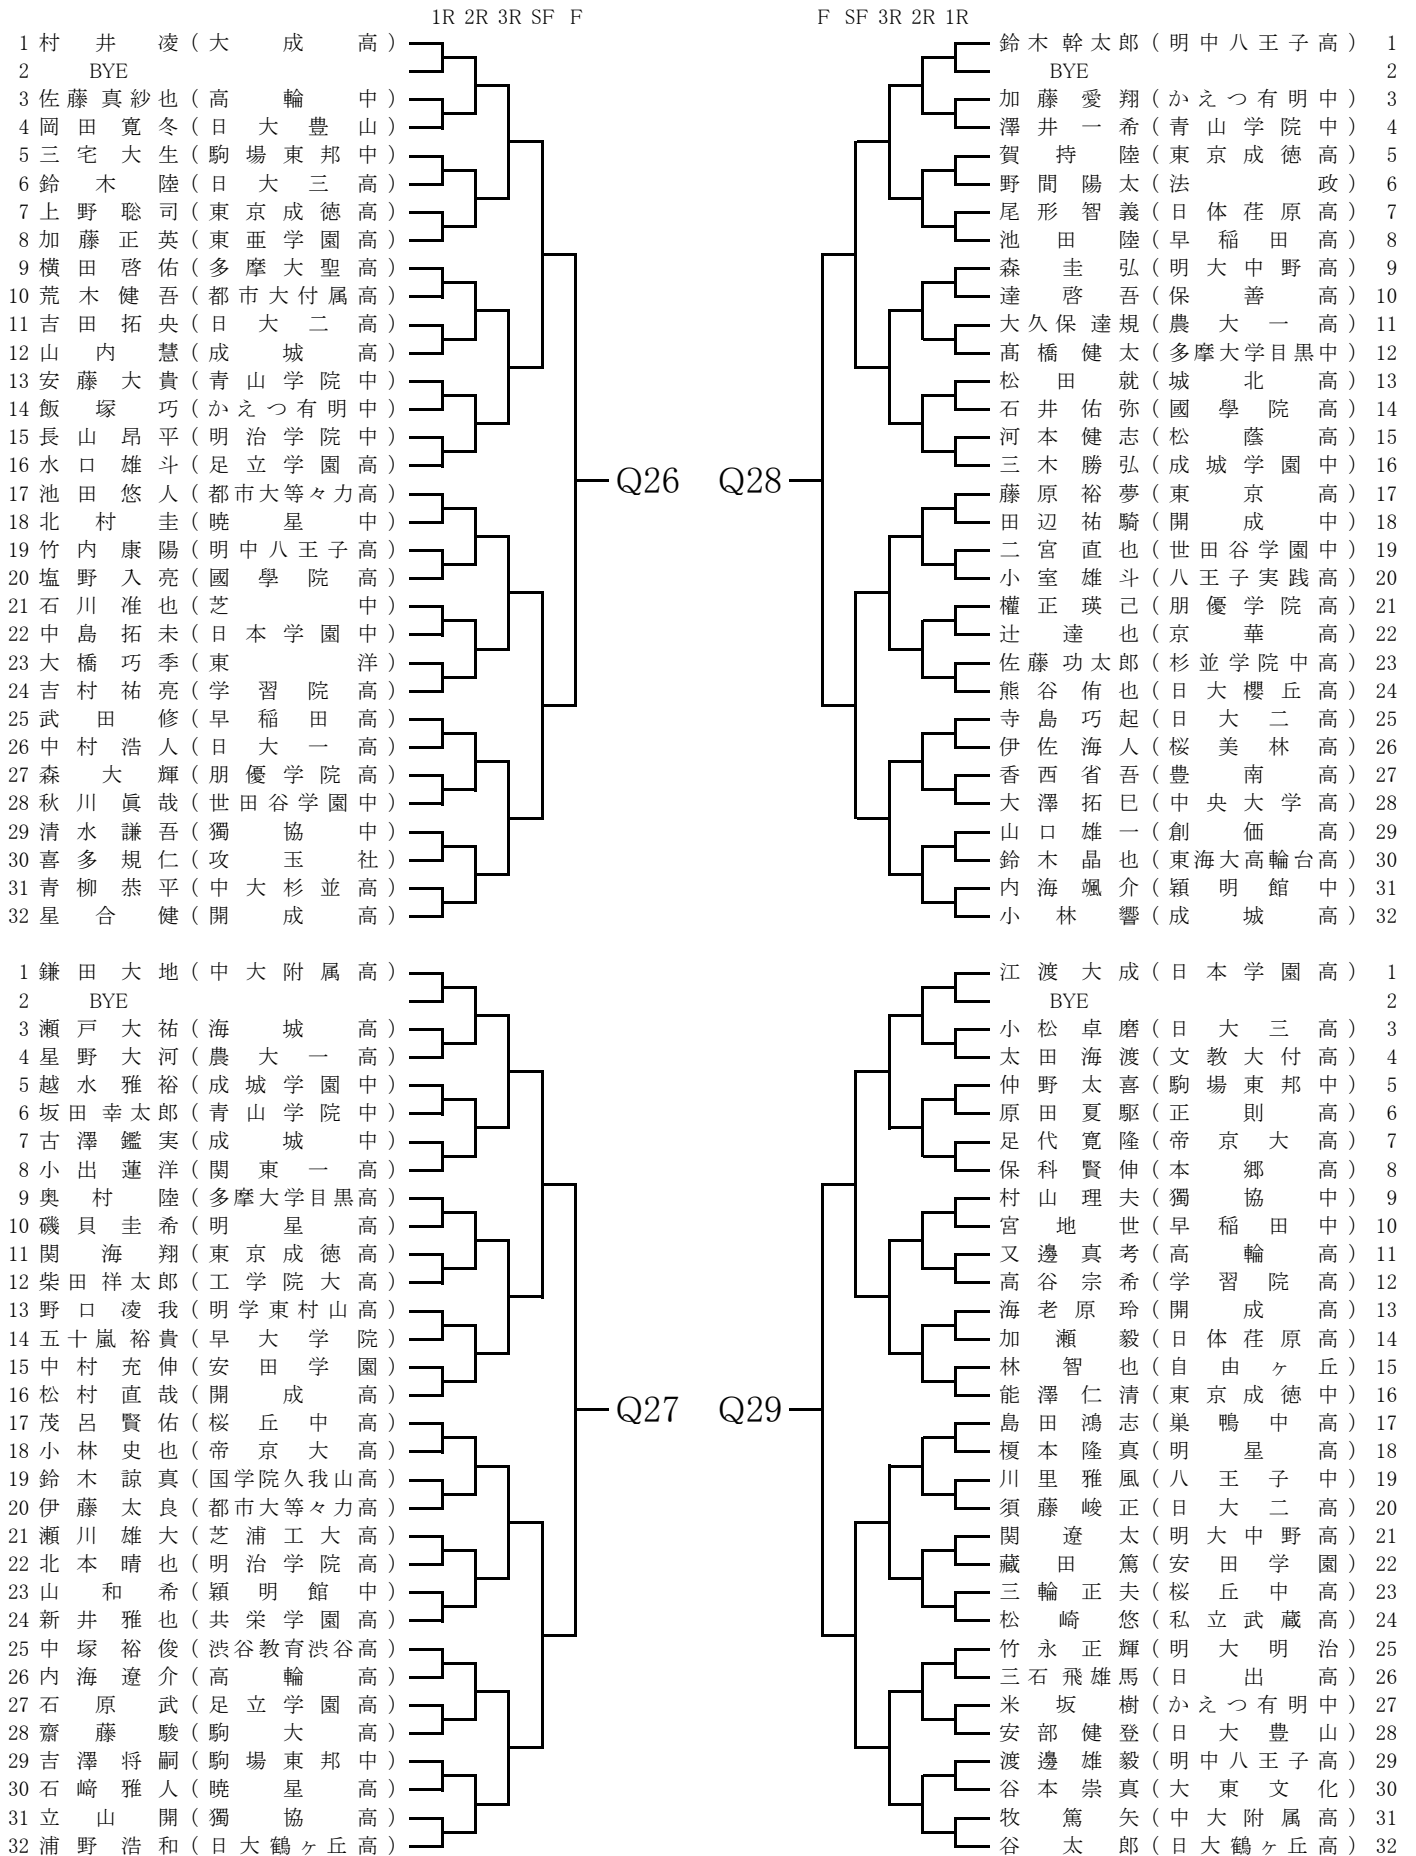 1R 2R 3R SF F
1 村井凌(大成高)
2 BYE
3 佐藤真紗也(高輪中)
4 岡田寛冬(日大豊山)
5 三宅大生(駒場東邦中)
6 鈴木陸(日大三高)
7 上野聡司(東京成徳高)
8 加藤正英(東亜学園高)
9 横田啓佑(多摩大聖高)
10 荒木健吾(都市大付属高)
11 吉田拓央(日大二高)
12 山内慧(成城高)
13 安藤大貴(青山学院中)
14 飯塚巧(かえつ有明中)
15 長山昂平(明治学院中)
16 水口雄斗(足立学園高)
17 池田悠人(都市大等々力高)
18 北村圭(暁星中)
19 竹内康陽(明中八王子高)
20 塩野入亮(國學院高)
21 石川准也(芝中)
22 中島拓未(日本学園中)
23 大橋巧季(東洋)
24 吉村祐亮(学習院高)
25 武田修(早稲田高)
26 中村浩人(日大一高)
27 森大輝(朋優学院高)
28 秋川眞哉(世田谷学園中)
29 清水謙吾(獨協中)
30 喜多規仁(攻玉社)
31 青柳恭平(中大杉並高)
32 星合健(開成高)
Q26
F SF 3R 2R 1R
鈴木幹太郎(明中八王子高) 1
BYE 2
加藤愛翔(かえつ有明中) 3
澤井一希(青山学院中) 4
賀持陸(東京成徳高) 5
野間陽太(法政) 6
尾形智義(日体荏原高) 7
池田陸(早稲田高) 8
森圭弘(明大中野高) 9
達啓吾(保善高) 10
大久保達規(農大一高) 11
髙橋健太(多摩大学目黒中) 12
松田就(城北高) 13
石井佑弥(國學院高) 14
河本健志(松蔭高) 15
三木勝弘(成城学園中) 16
藤原裕夢(東京高) 17
田辺祐騎(開成中) 18
二宮直也(世田谷学園中) 19
小室雄斗(八王子実践高) 20
權正瑛己(朋優学院高) 21
辻達也(京華高) 22
佐藤功太郎(杉並学院中高) 23
熊谷侑也(日大櫻丘高) 24
寺島巧起(日大二高) 25
伊佐海人(桜美林高) 26
香西省吾(豊南高) 27
大澤拓巳(中央大学高) 28
山口雄一(創価高) 29
鈴木晶也(東海大高輪台高) 30
内海颯介(穎明館中) 31
小林響(成城高) 32
Q28
1 鎌田大地(中大附属高)
2 BYE
3 瀬戸大祐(海城高)
4 星野大河(農大一高)
5 越水雅裕(成城学園中)
6 坂田幸太郎(青山学院中)
7 古澤鑑実(成城中)
8 小出蓮洋(関東一高)
9 奥村陸(多摩大学目黒高)
10 磯貝圭希(明星高)
11 関海翔(東京成徳高)
12 柴田祥太郎(工学院大高)
13 野口凌我(明学東村山高)
14 五十嵐裕貴(早大学院)
15 中村充伸(安田学園)
16 松村直哉(開成高)
17 茂呂賢佑(桜丘中高)
18 小林史也(帝京大高)
19 鈴木諒真(国学院久我山高)
20 伊藤太良(都市大等々力高)
21 瀬川雄大(芝浦工大高)
22 北本晴也(明治学院高)
23 山和希(穎明館中)
24 新井雅也(共栄学園高)
25 中塚裕俊(渋谷教育渋谷高)
26 内海遼介(高輪高)
27 石原武(足立学園高)
28 齋藤駿(駒大高)
29 吉澤将嗣(駒場東邦中)
30 石﨑雅人(暁星高)
31 立山開(獨協高)
32 浦野浩和(日大鶴ヶ丘高)
Q27
江渡大成(日本学園高) 1
BYE 2
小松卓磨(日大三高) 3
太田海渡(文教大付高) 4
仲野太喜(駒場東邦中) 5
原田夏駆(正則高) 6
足代寛隆(帝京大高) 7
保科賢伸(本郷高) 8
村山理夫(獨協中) 9
宮地世(早稲田中) 10
又邊真考(高輪高) 11
高谷宗希(学習院高) 12
海老原玲(開成高) 13
加瀬毅(日体荏原高) 14
林智也(自由ヶ丘) 15
能澤仁清(東京成徳中) 16
島田鴻志(巣鴨中高) 17
榎本隆真(明星高) 18
川里雅風(八王子中) 19
須藤峻正(日大二高) 20
関遼太(明大中野高) 21
蔵田篤(安田学園) 22
三輪正夫(桜丘中高) 23
松崎悠(私立武蔵高) 24
竹永正輝(明大明治) 25
三石飛雄馬(日出高) 26
米坂樹(かえつ有明中) 27
安部健登(日大豊山) 28
渡邊雄毅(明中八王子高) 29
谷本崇真(大東文化) 30
牧篤矢(中大附属高) 31
谷太郎(日大鶴ヶ丘高) 32
Q29